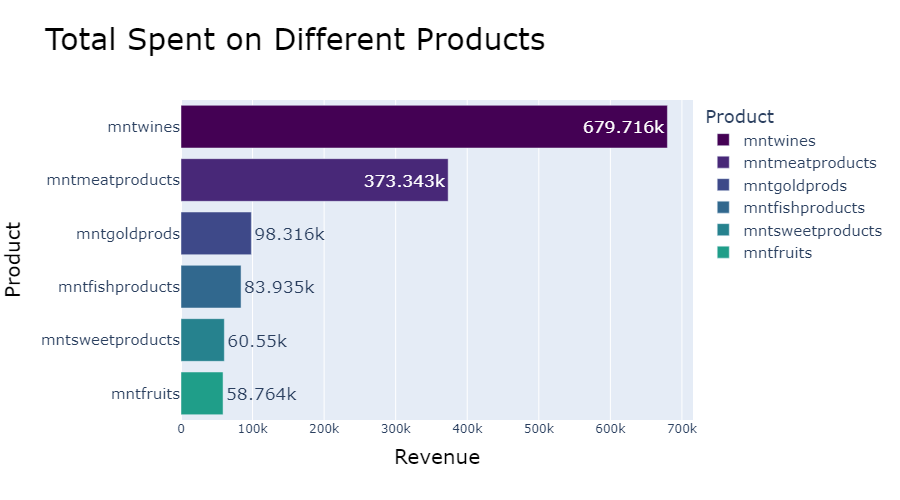 Total Spent on Different Products
Product
mntwines
mntmeatproducts
mntgoldprods
mntfishproducts
mntsweetproducts
mntfruits
679.716k
373.343k
98.316k
83.935k
60.55k
58.764k
0 100k 200k 300k 400k 500k 600k 700k
Revenue
Product
mntwines
mntmeatproducts
mntgoldprods
mntfishproducts
mntsweetproducts
mntfruits